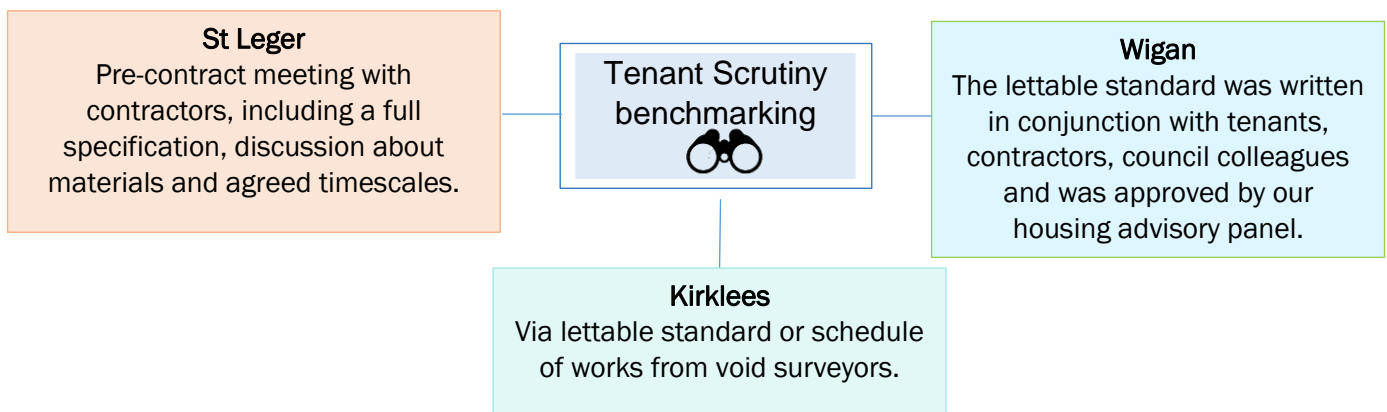 St Leger
Pre-contract meeting with
contractors, including a full
specification, discussion about
materials and agreed timescales.
Tenant Scrutiny
benchmarking
Wigan
The lettable standard was written
in conjunction with tenants,
contractors, council colleagues
and was approved by our
housing advisory panel.
Kirklees
Via lettable standard or schedule
of works from void surveyors.